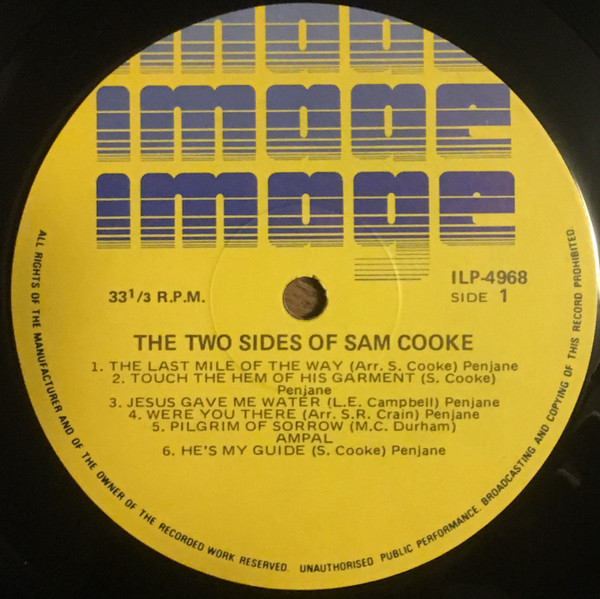 image
image
image
33 1/3 R.P.M.
ILP-4968
SIDE 1
THE TWO SIDES OF SAM COOKE
1. THE LAST MILE OF THE WAY (Arr. S. Cooke) Penjane
2. TOUCH THE HEM OF HIS GARMENT (S. Cooke)
Penjane
3. JESUS GAVE ME WATER (L.E. Campbell) Penjane
4. WERE YOU THERE (Arr. S.R. Crain) Penjane
5. PILGRIM OF SORROW (M.C. Durham)
AMPAL
6. HE'S MY GUIDE (S. Cooke) Penjane
ALL RIGHTS OF THE MANUFACTURER AND OF THE OWNER OF THE RECORDED WORK RESERVED. UNAUTHORISED PUBLIC PERFORMANCE. BROADCASTING AND COPYING OF THIS RECORD PROHIBITED.